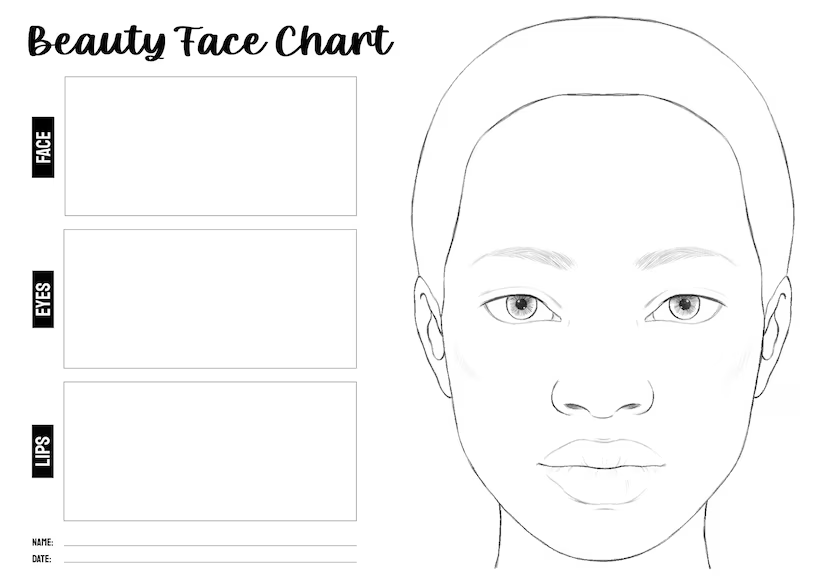 Beauty Face Chart
FACE
EYES
LIPS
NAME:
DATE: